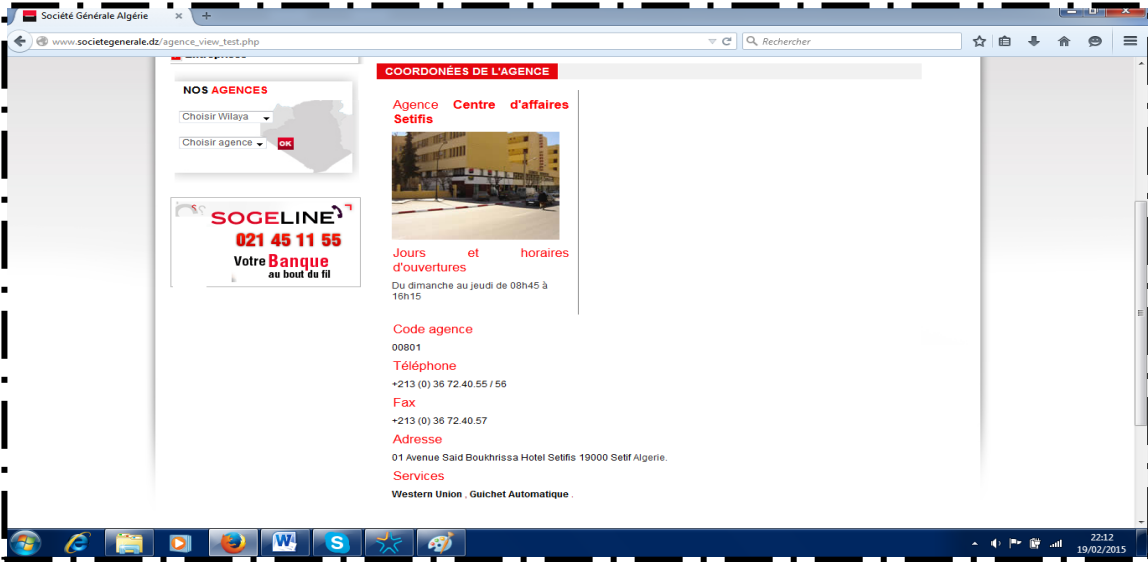 Société Générale Algérie
www.societegenerale.dz/agence_view_test.php
Rechercher
Entreprises
COORDONÉES DE L'AGENCE
NOS AGENCES
Choisir Wilaya
Choisir agence
OK
SOGELINE
021 45 11 55
Votre Banque
au bout du fil
Agence Centre d'affaires
Setifis
Jours et horaires
d'ouvertures
Du dimanche au jeudi de 08h45 à
16h15
Code agence
00801
Téléphone
+213 (0) 36 72.40.55 / 56
Fax
+213 (0) 36 72.40.57
Adresse
01 Avenue Said Boukhrissa Hotel Setifis 19000 Setif Algerie.
Services
Western Union , Guichet Automatique .
22:12
19/02/2015